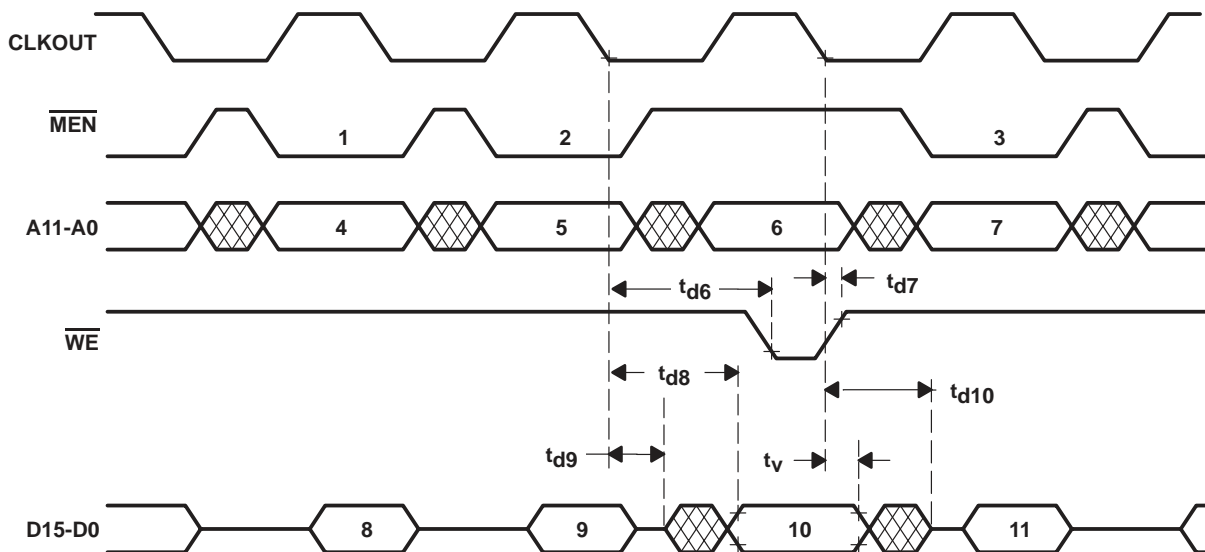 CLKOUT
MEN
1 2 3
A11-A0
4 5 6 7
td6 td7
WE
td8
td10
td9 tv
D15-D0
8 9 10 11